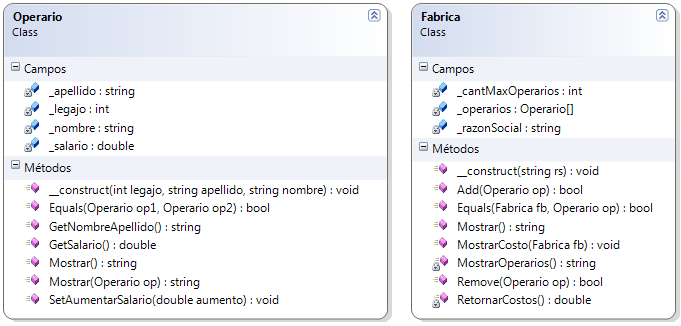 Operario
Class
Campos
_apellido : string
_legajo : int
_nombre : string
_salario : double
Métodos
__construct(int legajo, string apellido, string nombre) : void
Equals(Operario op1, Operario op2) : bool
GetNombreApellido() : string
GetSalario() : double
Mostrar() : string
Mostrar(Operario op) : string
SetAumentarSalario(double aumento) : void
Fabrica
Class
Campos
_cantMaxOperarios : int
_operarios : Operario[]
_razonSocial : string
Métodos
__construct(string rs) : void
Add(Operario op) : bool
Equals(Fabrica fb, Operario op) : bool
Mostrar() : string
MostrarCosto(Fabrica fb) : void
MostrarOperarios() : string
Remove(Operario op) : bool
RetornarCostos() : double